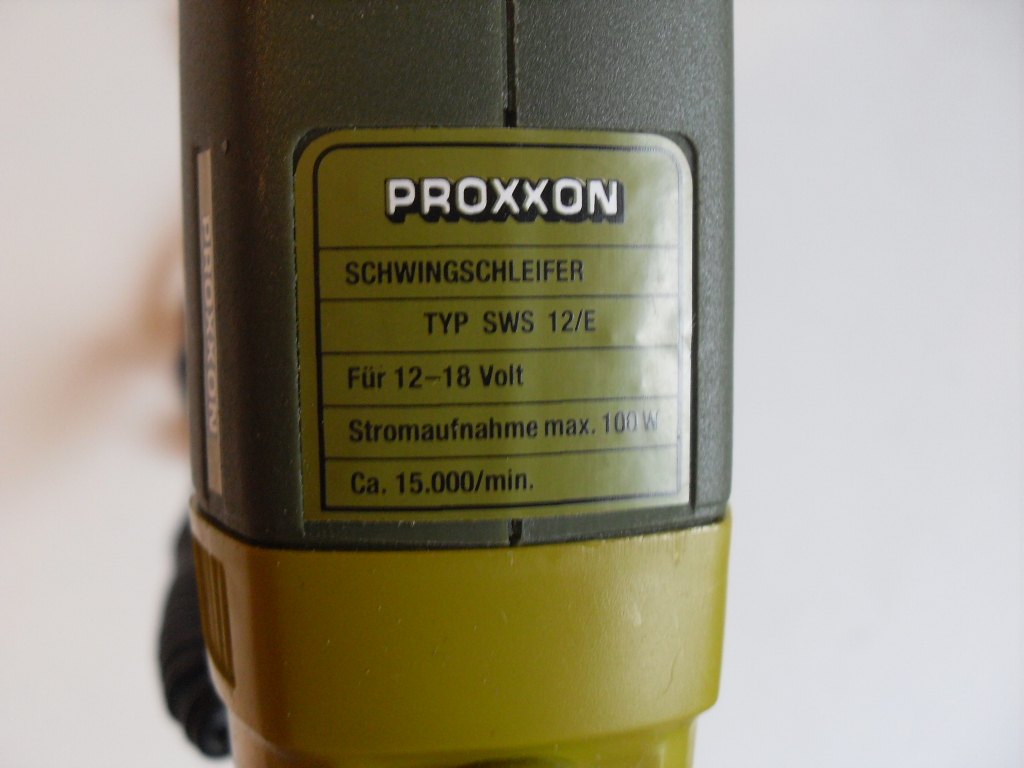 PROXXON
SCHWINGSCHLEIFER
TYP SWS 12/E
Für 12–18 Volt
Stromaufnahme max. 100 W
Ca. 15.000/min.
PROXXON